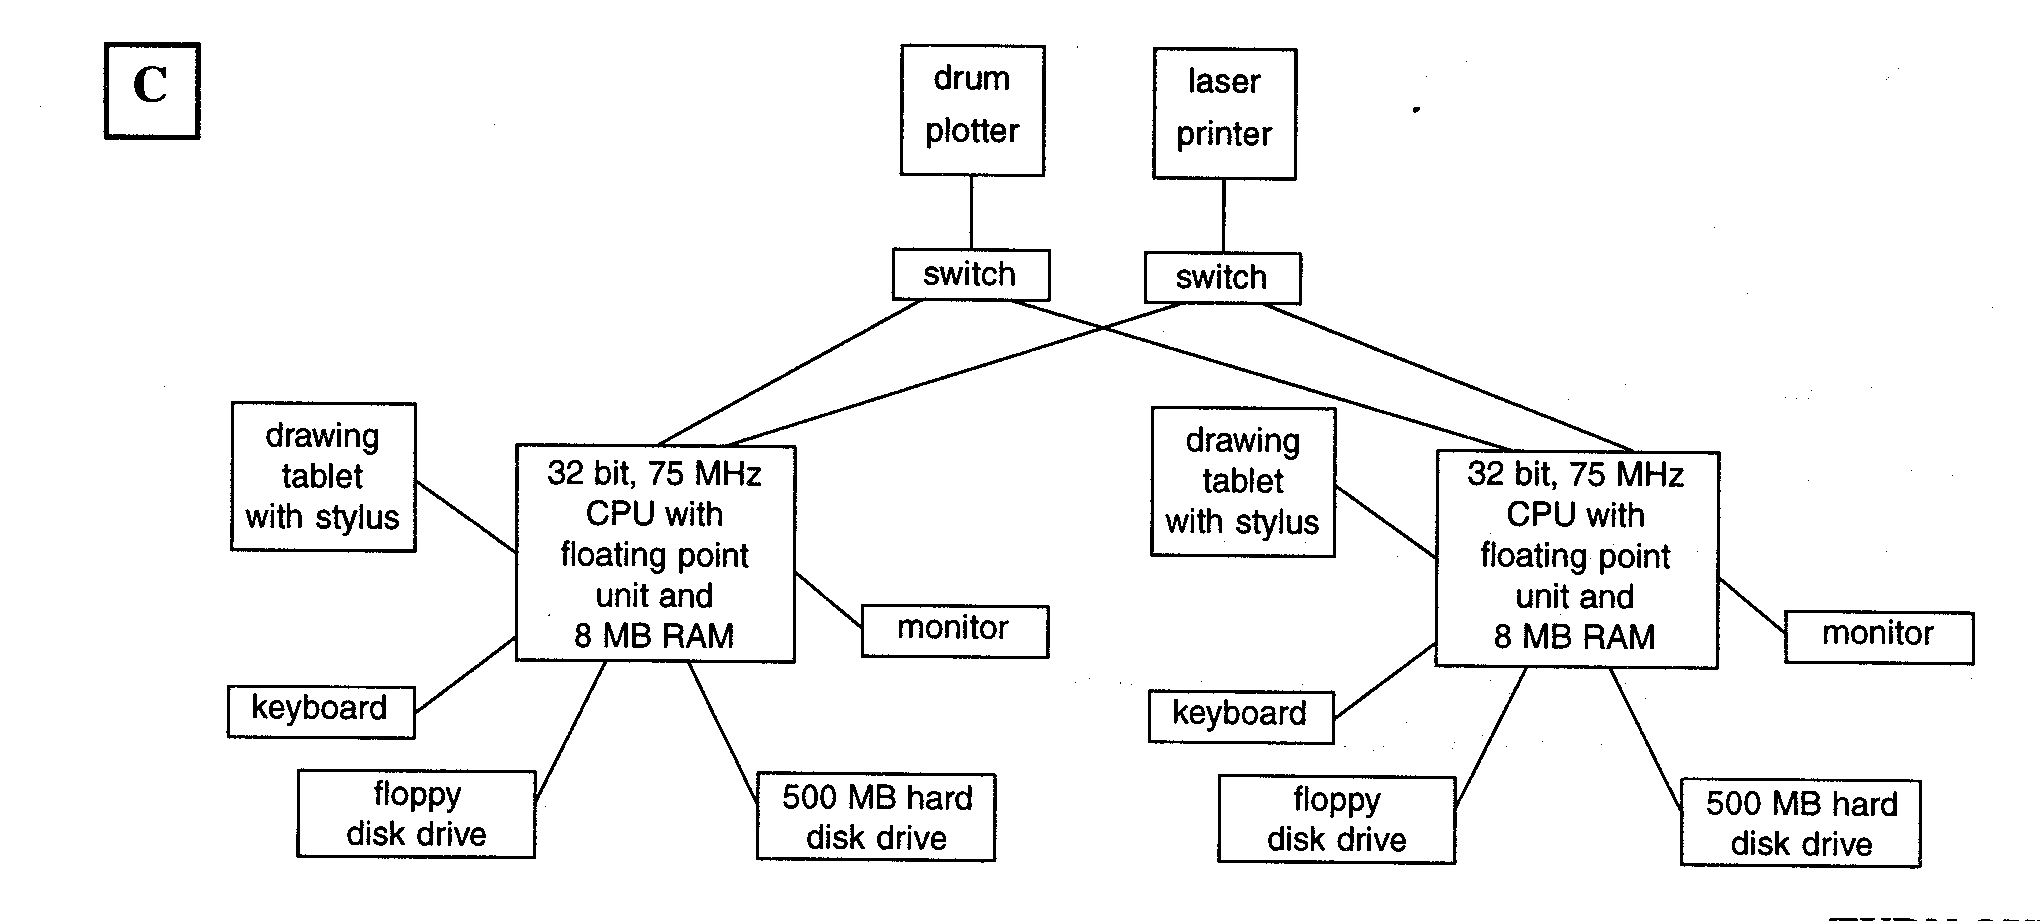 C
drum
plotter
laser
printer
switch
switch
drawing
tablet
with stylus
32 bit, 75 MHz
CPU with
floating point
unit and
8 MB RAM
monitor
keyboard
floppy
disk drive
500 MB hard
disk drive
drawing
tablet
with stylus
32 bit, 75 MHz
CPU with
floating point
unit and
8 MB RAM
monitor
keyboard
floppy
disk drive
500 MB hard
disk drive